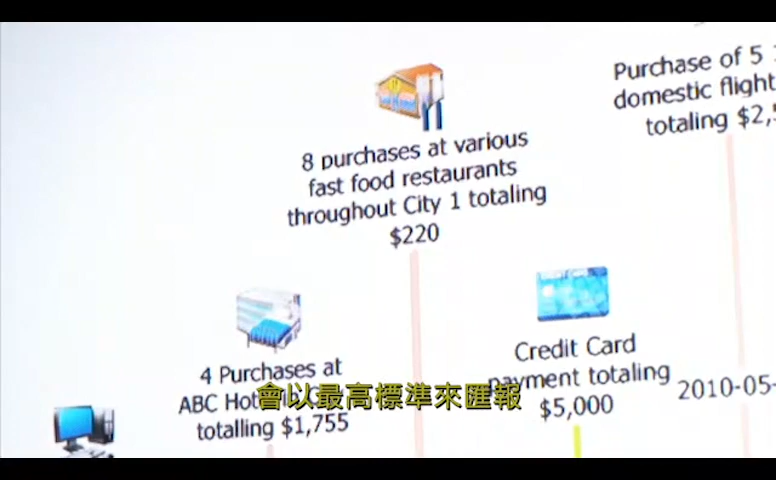 Purchase of 5
domestic flight
totaling $2,5
8 purchases at various
fast food restaurants
throughout City 1 totaling
$220
4 Purchases at
ABC
totalling $1,755
Credit Card
payment totaling
$5,000
2010-05-
會以最高標準來匯報